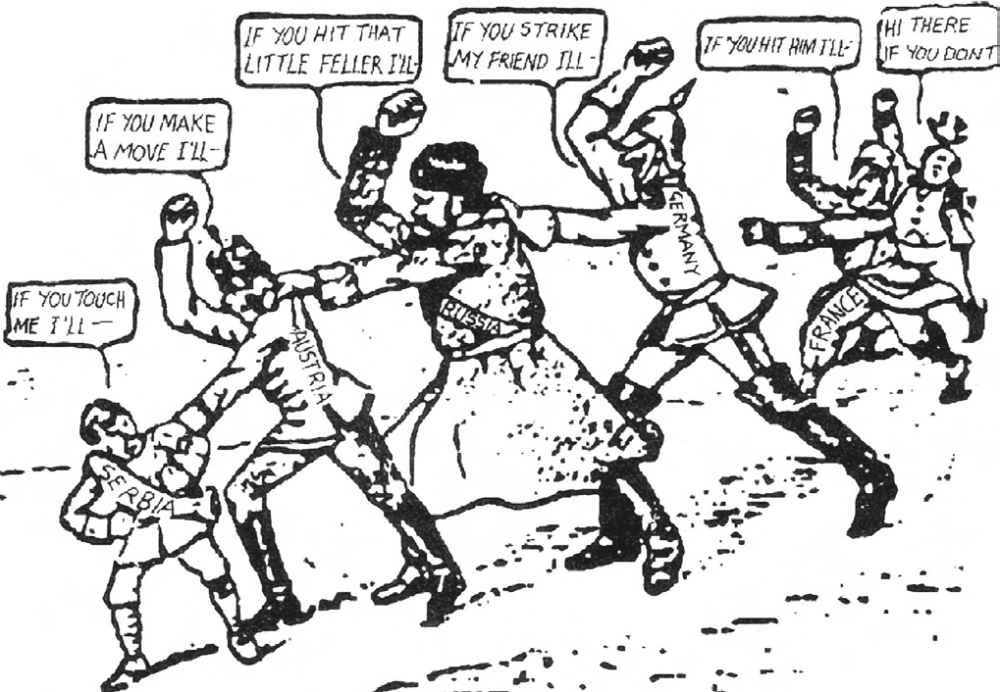 IF YOU TOUCH
ME I'LL —
IF YOU MAKE
A MOVE I'LL-
IF YOU HIT THAT
LITTLE FELLER I'LL-
IF YOU STRIKE
MY FRIEND ILL -
IF YOU HIT HIM I'LL-
HI THERE
IF YOU DONT
SERBIA
AUSTRIA
RUSSIA
GERMANY
FRANCE